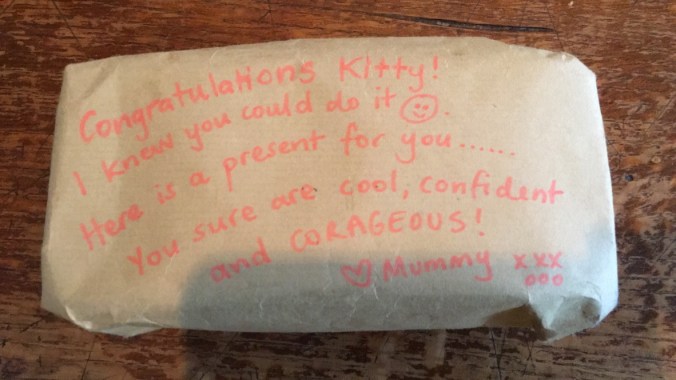 Congratulations Kitty!
I knew you could do it ☺.
Here is a present for you......
You sure are cool, confident
and CORAGEOUS!
♡ Mummy xxx
ooo